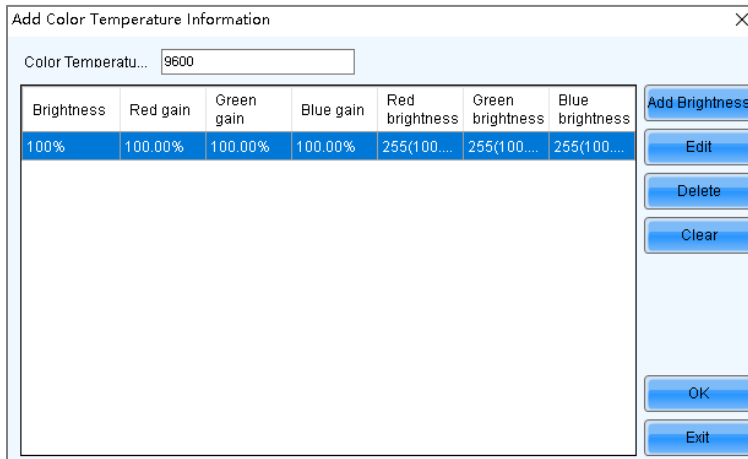 Add Color Temperature Information
Color Temperatu... 9600
Brightness Red gain Green gain Blue gain Red brightness Green brightness Blue brightness
100% 100.00% 100.00% 100.00% 255(100.... 255(100.... 255(100....
Add Brightness
Edit
Delete
Clear
OK
Exit